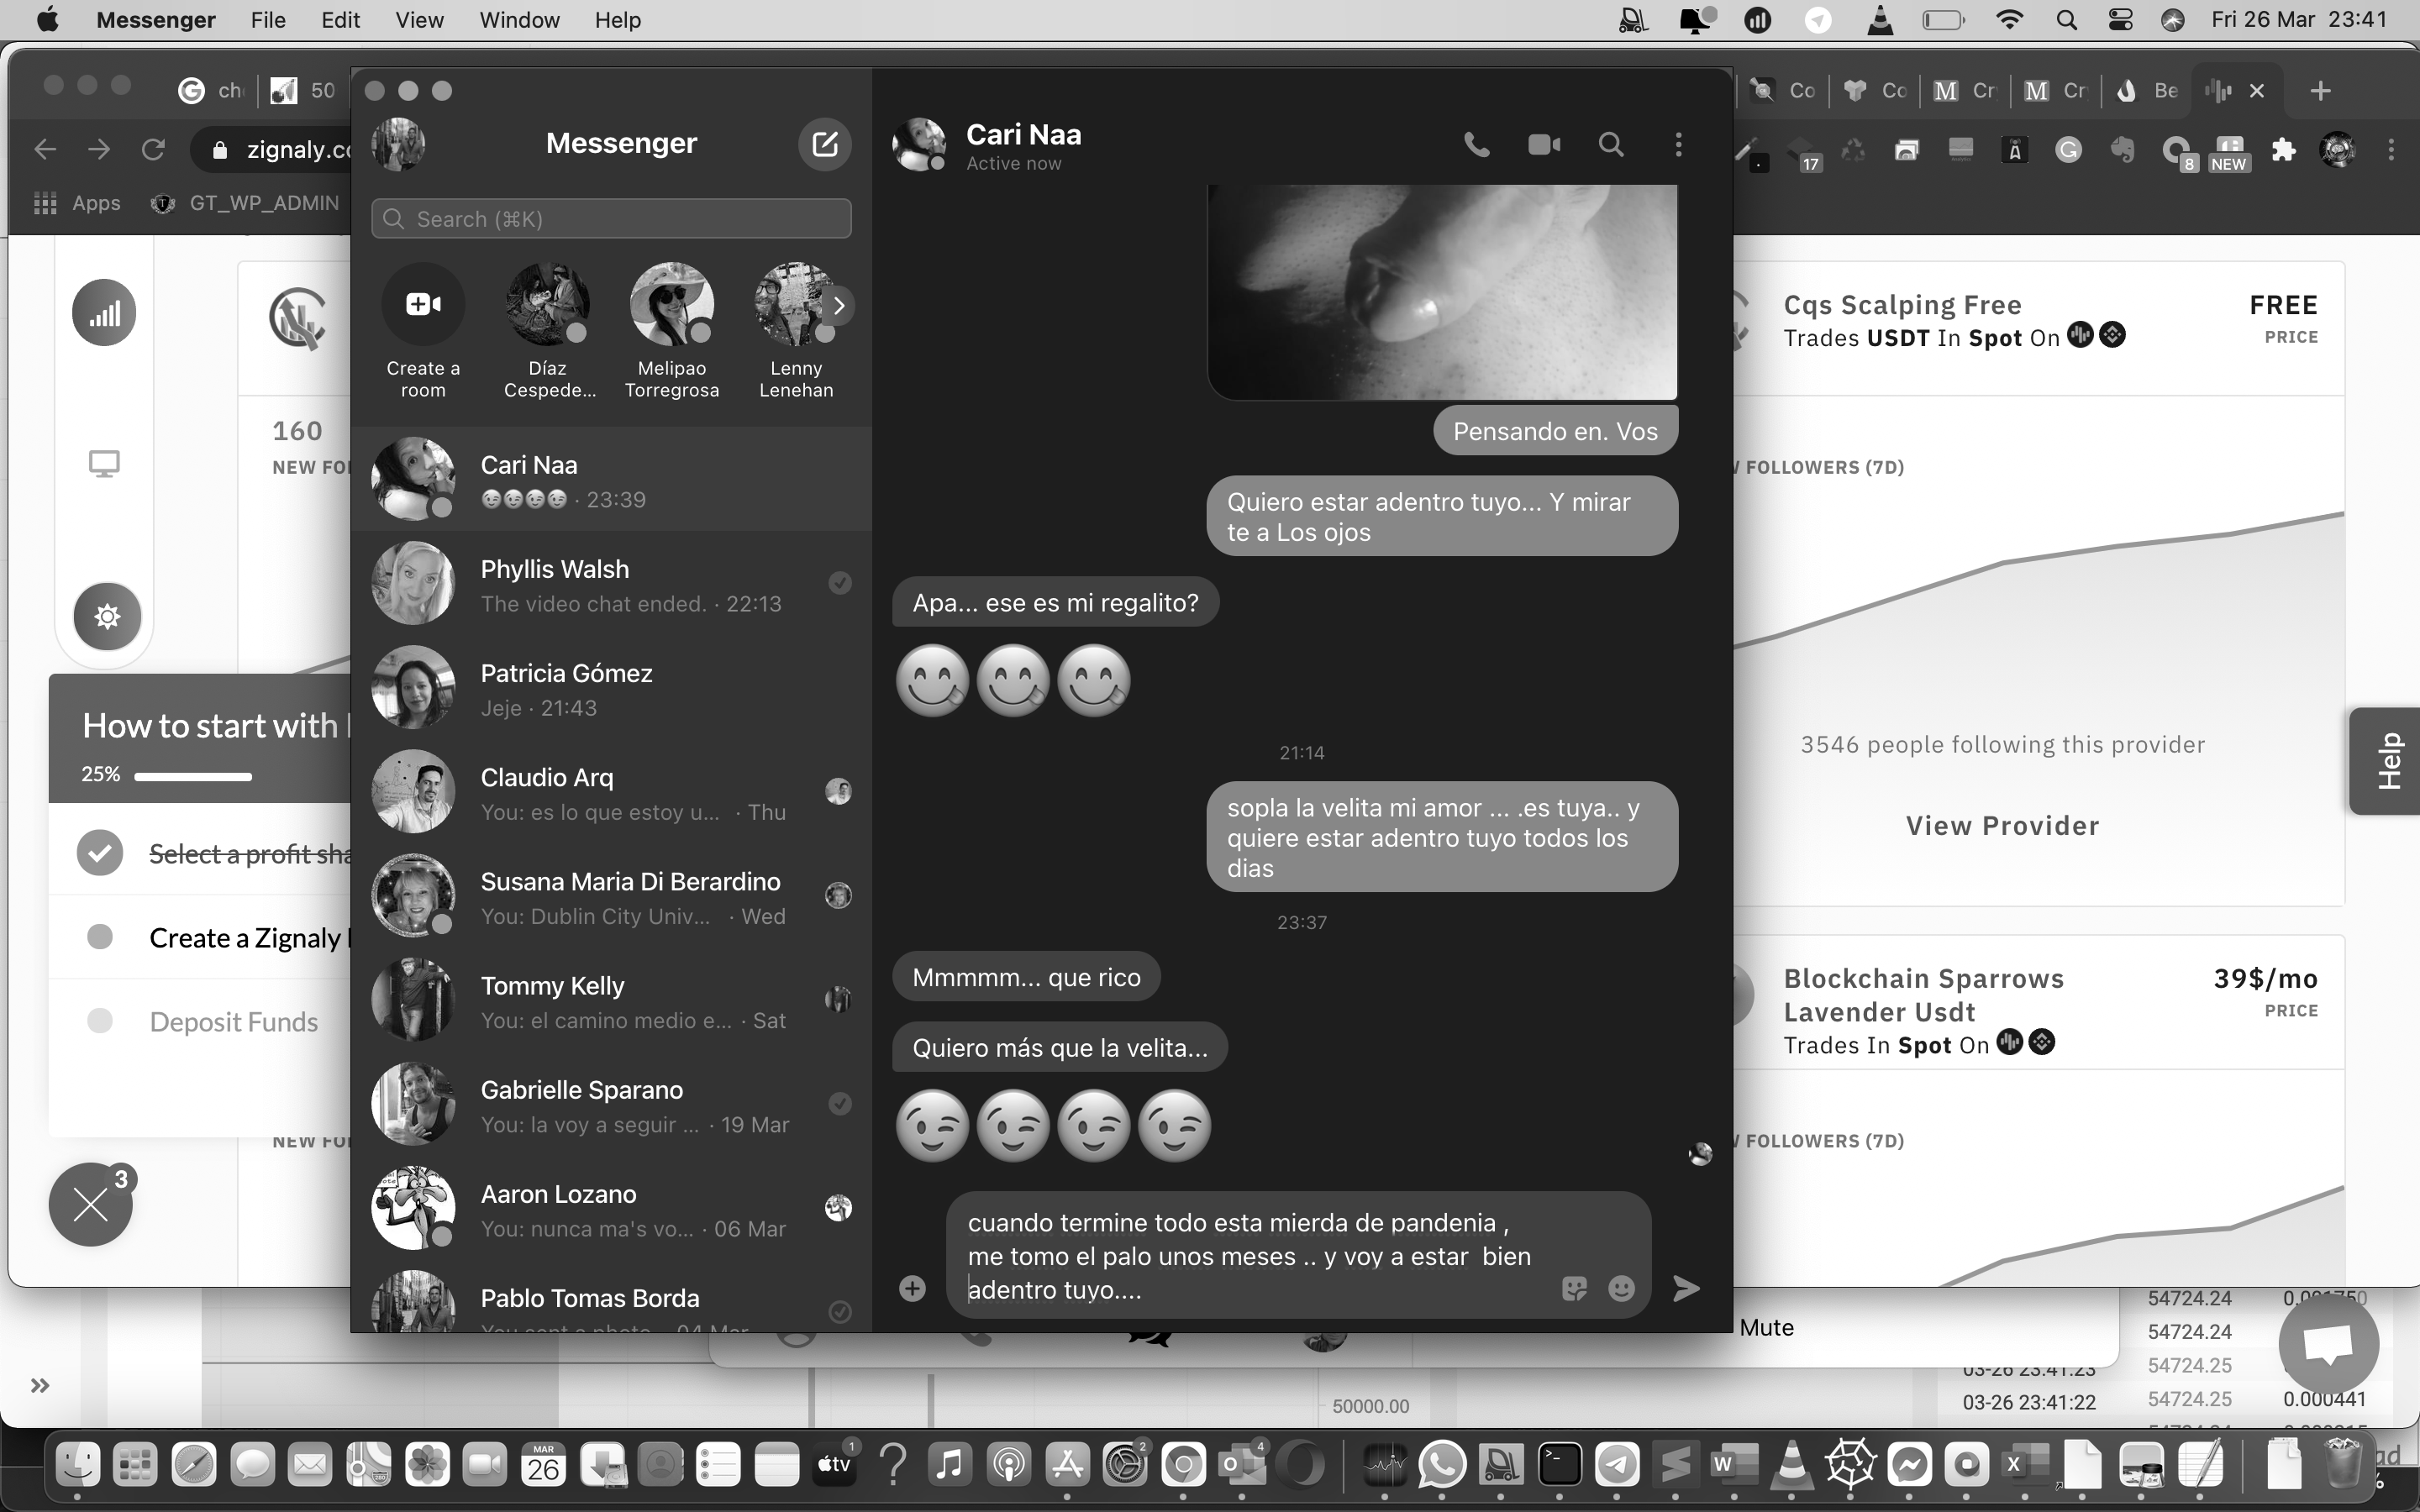 Messenger File Edit View Window Help
Fri 26 Mar 23:41
ch 50
Co Co Cr Cr Be
zignaly.co
17 8 NEW
Apps GT_WP_ADMIN
Messenger
Search (⌘K)
Create a room
Díaz Cespede...
Melipao Torregrosa
Lenny Lenehan
Cari Naa
😉😉😉😉 · 23:39
Phyllis Walsh
The video chat ended. · 22:13
Patricia Gómez
Jeje · 21:43
Claudio Arq
You: es lo que estoy u... · Thu
Susana Maria Di Berardino
You: Dublin City Univ... · Wed
Tommy Kelly
You: el camino medio e... · Sat
Gabrielle Sparano
You: la voy a seguir ... · 19 Mar
Aaron Lozano
You: nunca ma's vo... · 06 Mar
Pablo Tomas Borda
You sent a photo. · 04 Mar
Cari Naa
Active now
Pensando en. Vos
Quiero estar adentro tuyo... Y mirar
te a Los ojos
Apa... ese es mi regalito?
😋😋😋
21:14
sopla la velita mi amor ... .es tuya.. y
quiere estar adentro tuyo todos los
dias
23:37
Mmmmm... que rico
Quiero más que la velita...
😉😉😉😉
cuando termine todo esta mierda de pandenia ,
me tomo el palo unos meses .. y voy a estar  bien
adentro tuyo....
160
NEW FO
How to start with
25%
Select a profit sha
Create a Zignaly
Deposit Funds
NEW FO
3
Cqs Scalping Free
FREE
Trades USDT In Spot On
PRICE
FOLLOWERS (7D)
3546 people following this provider
View Provider
Help
Blockchain Sparrows
Lavender Usdt
39$/mo
PRICE
Trades In Spot On
FOLLOWERS (7D)
Mute
54724.24
54724.24
03-26 23:41:23 54724.25
03-26 23:41:22 54724.25 0.000441
50000.00
MAR
26
tv 1
2
4